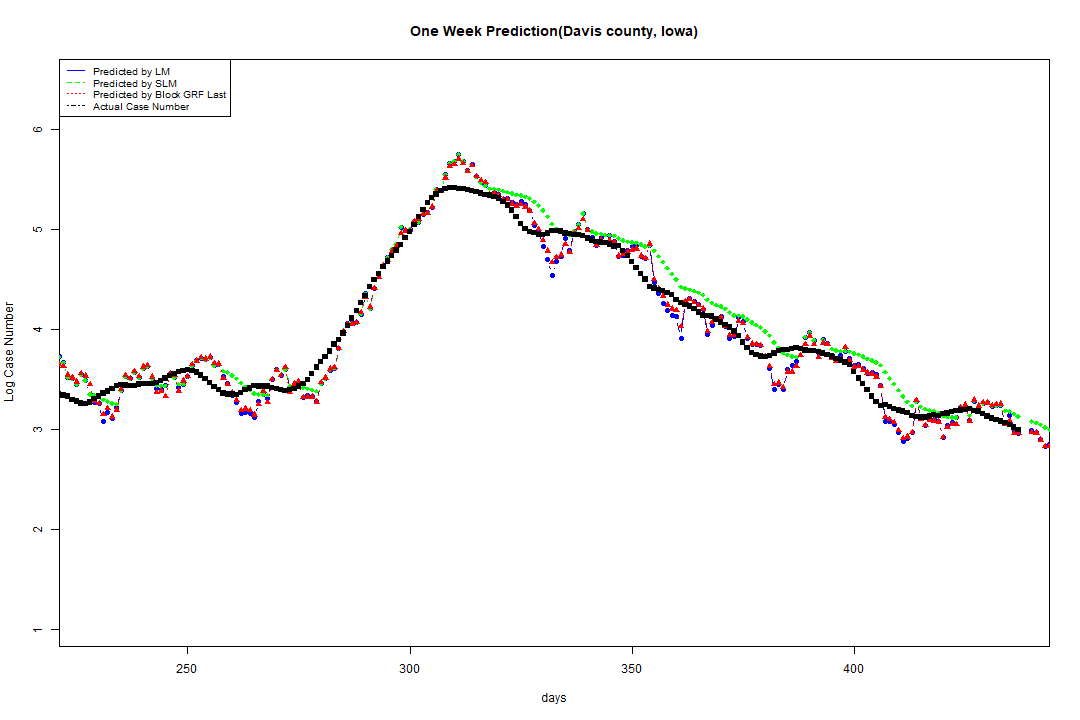 One Week Prediction(Davis county, Iowa)
Predicted by LM
Predicted by SLM
Predicted by Block GRF Last
Actual Case Number
6
5
4
3
2
1
Log Case Number
250
300
350
400
days